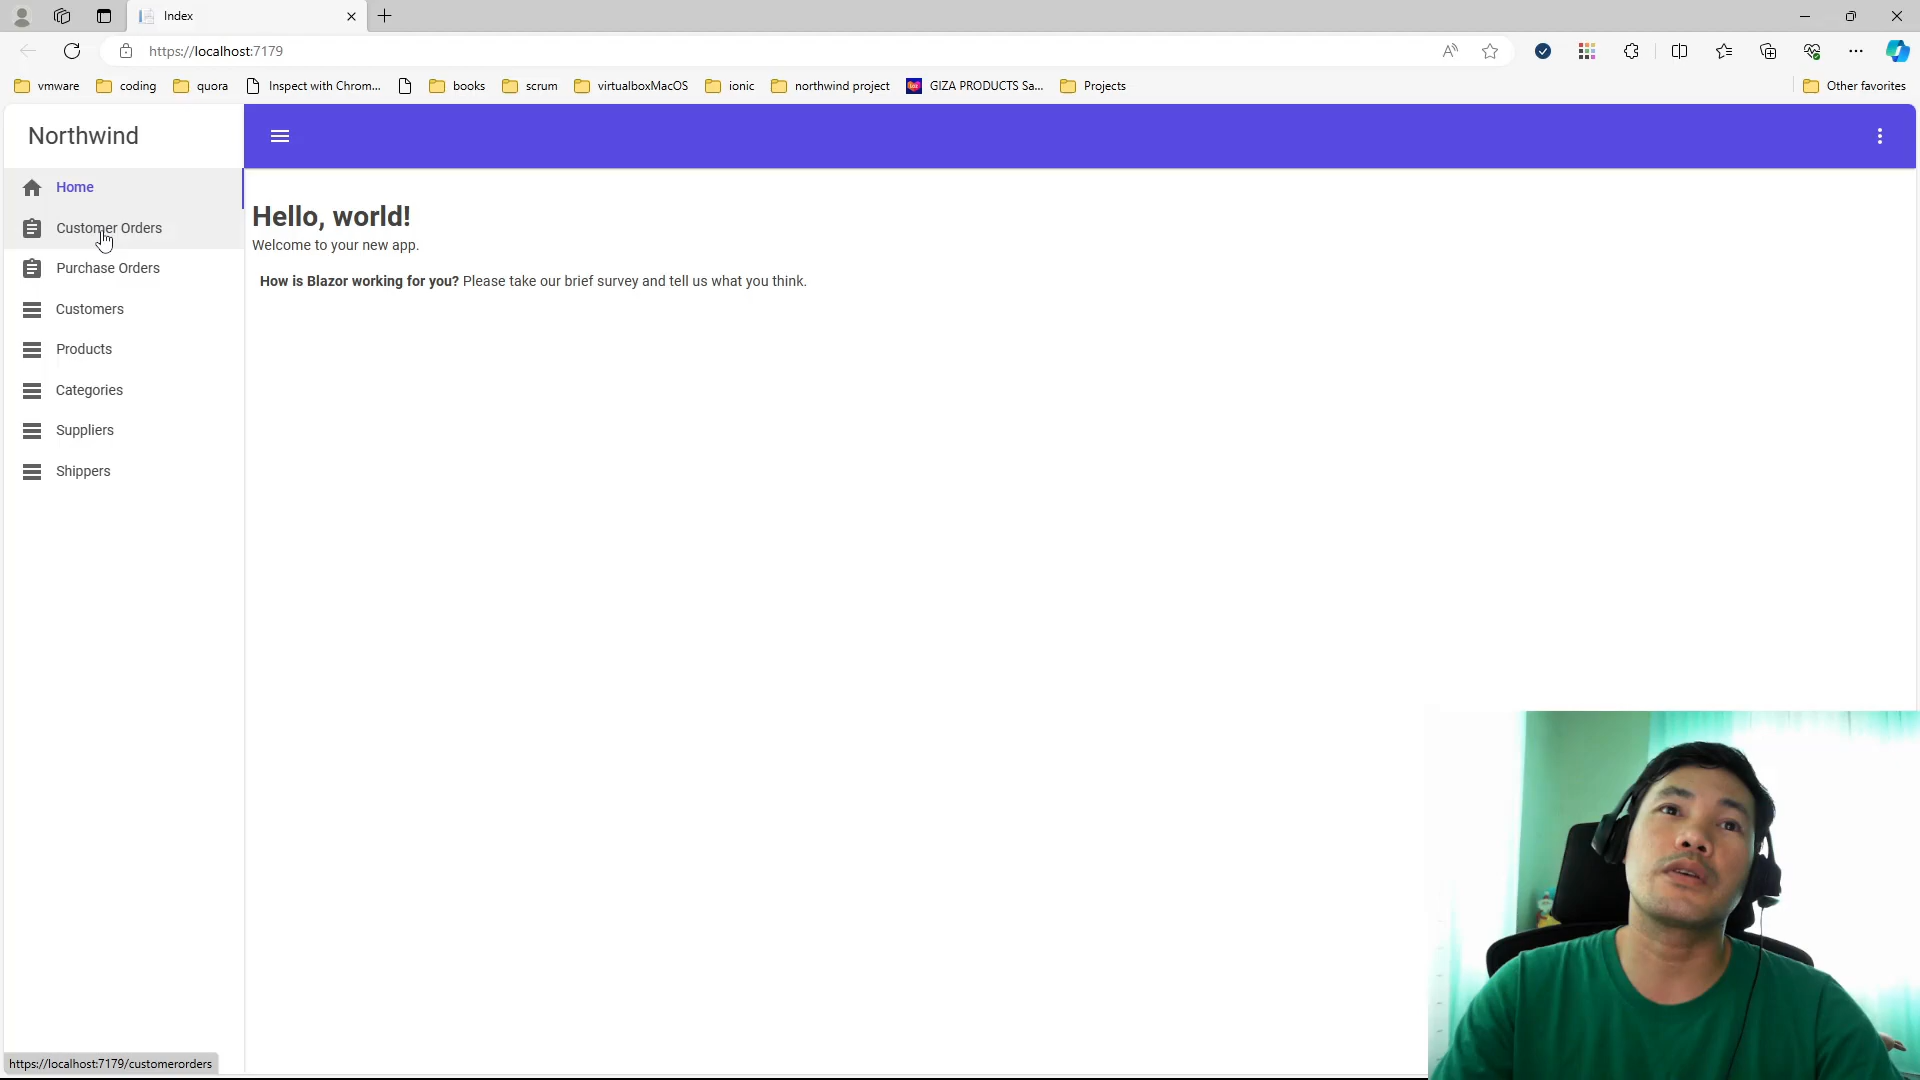 Index
https://localhost:7179
vmware
coding
quora
Inspect with Chrom...
books
scrum
virtualboxMacOS
ionic
northwind project
GIZA PRODUCTS Sa...
Projects
Other favorites
Northwind
Home
Customer Orders
Purchase Orders
Customers
Products
Categories
Suppliers
Shippers
Hello, world!
Welcome to your new app.
How is Blazor working for you? Please take our brief survey and tell us what you think.
https://localhost:7179/customerorders